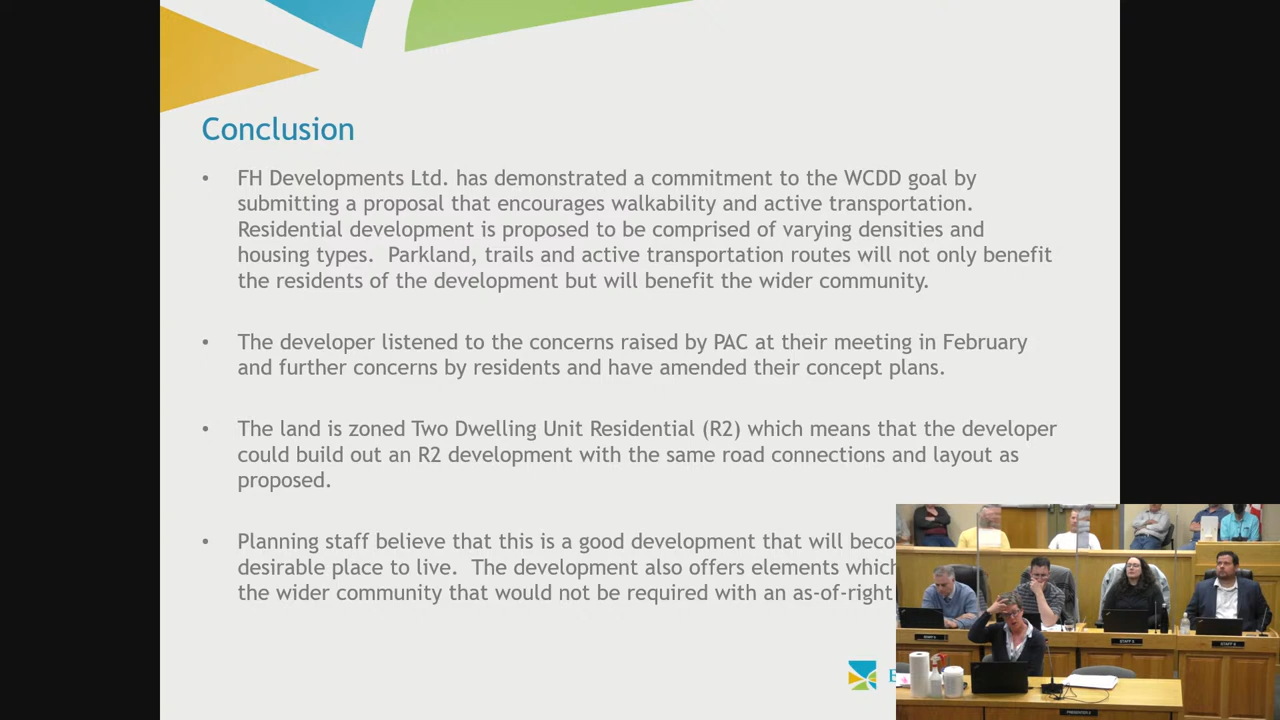 Conclusion
• FH Developments Ltd. has demonstrated a commitment to the WCDD goal by
submitting a proposal that encourages walkability and active transportation.
Residential development is proposed to be comprised of varying densities and
housing types. Parkland, trails and active transportation routes will not only benefit
the residents of the development but will benefit the wider community.
• The developer listened to the concerns raised by PAC at their meeting in February
and further concerns by residents and have amended their concept plans.
• The land is zoned Two Dwelling Unit Residential (R2) which means that the developer
could build out an R2 development with the same road connections and layout as
proposed.
• Planning staff believe that this is a good development that will beco
desirable place to live. The development also offers elements which
the wider community that would not be required with an as-of-right